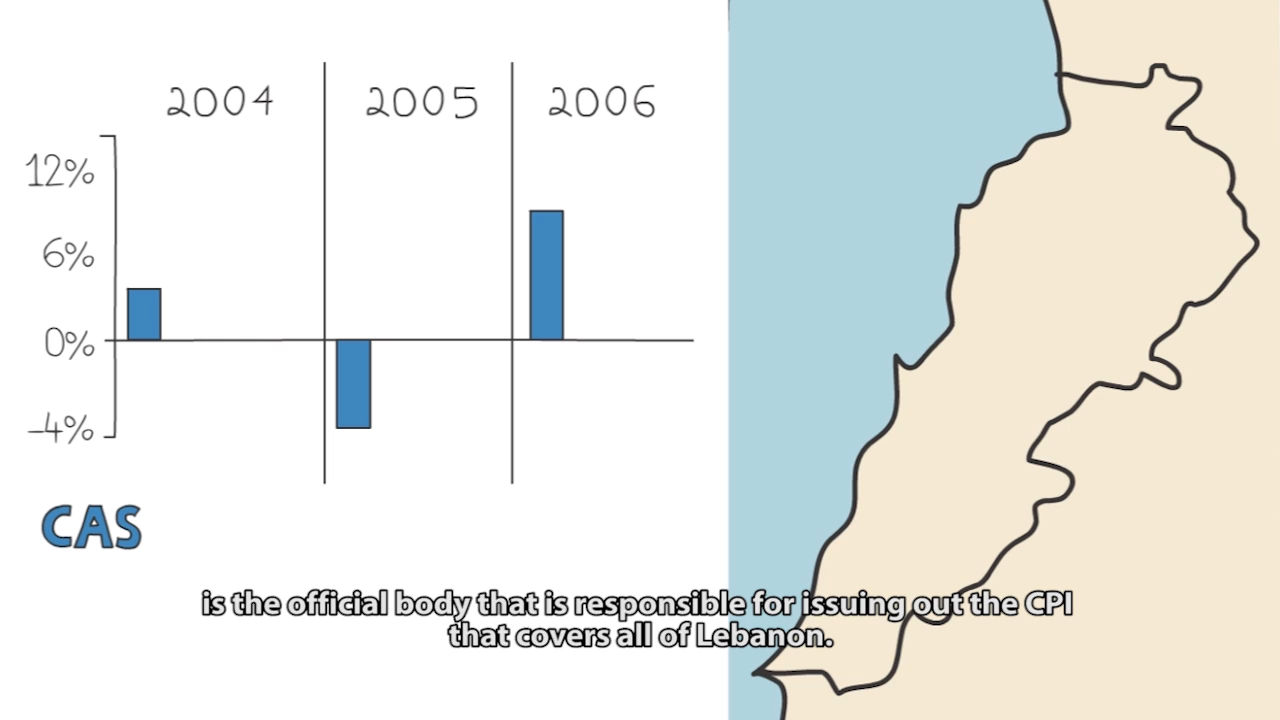 2004 2005 2006
12%
6%
0%
-4%
CAS
is the official body that is responsible for issuing out the CPI
that covers all of Lebanon.